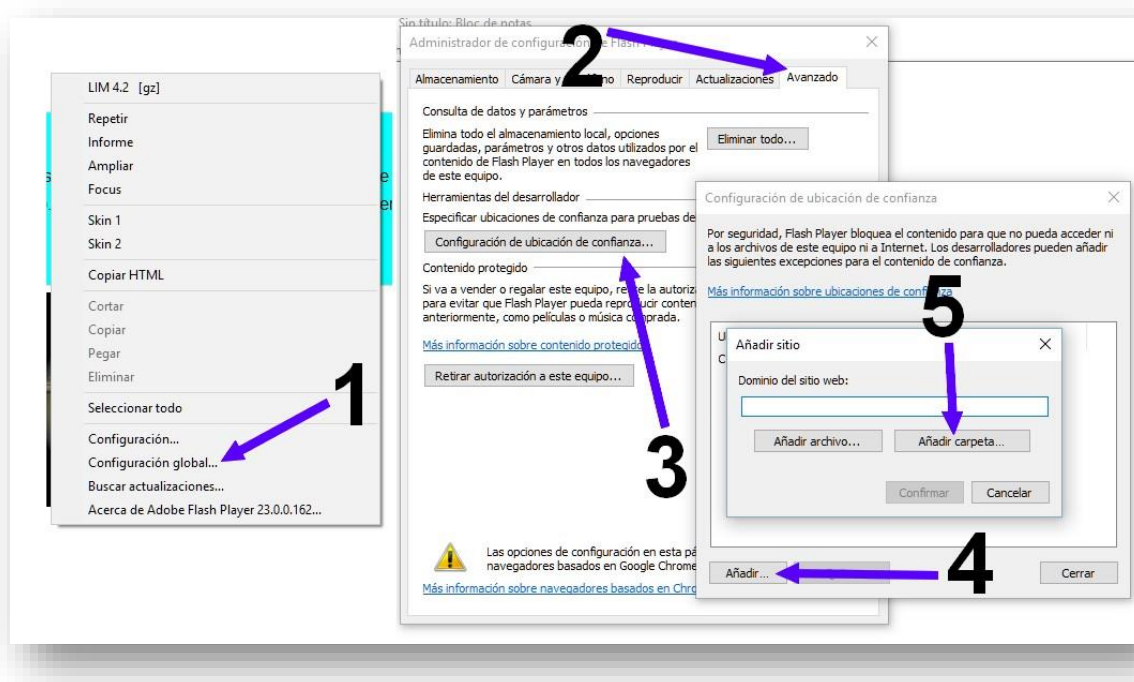 Sin título: Bloc de notas
LIM 4.2 [gz]
Repetir
Informe
Ampliar
Focus
Skin 1
Skin 2
Copiar HTML
Cortar
Copiar
Pegar
Eliminar
Seleccionar todo
Configuración...
Configuración global...
Buscar actualizaciones...
Acerca de Adobe Flash Player 23.0.0.162...
1
Administrador de configuración de Flash Player
2
Almacenamiento Cámara y Reproducir Actualizaciones Avanzado
Consulta de datos y parámetros
Elimina todo el almacenamiento local, opciones
guardadas, parámetros y otros datos utilizados por el
contenido de Flash Player en todos los navegadores
de este equipo.
Eliminar todo...
Herramientas del desarrollador
Especificar ubicaciones de confianza para pruebas de
Configuración de ubicación de confianza...
3
Contenido protegido
Si va a vender o regalar este equipo, retire la autoriz
para evitar que Flash Player pueda reproducir conten
anteriormente, como películas o música comprada.
Más información sobre contenido protegido
Retirar autorización a este equipo...
Las opciones de configuración en esta pá
navegadores basados en Google Chrome
Más información sobre navegadores basados en Chro
Configuración de ubicación de confianza
Por seguridad, Flash Player bloquea el contenido para que no pueda acceder ni
a los archivos de este equipo ni a Internet. Los desarrolladores pueden añadir
las siguientes excepciones para el contenido de confianza.
Más información sobre ubicaciones de confianza
5
Añadir sitio
Dominio del sitio web:
Añadir archivo... Añadir carpeta...
Confirmar Cancelar
Añadir...
4
Cerrar